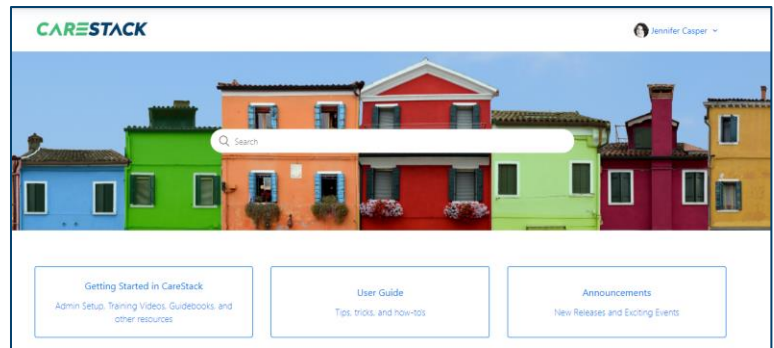 CARESTACK
Jennifer Casper
Search
Getting Started in CareStack
Admin Setup, Training Videos, Guidebooks, and
other resources
User Guide
Tips, tricks, and how-to's
Announcements
New Releases and Exciting Events